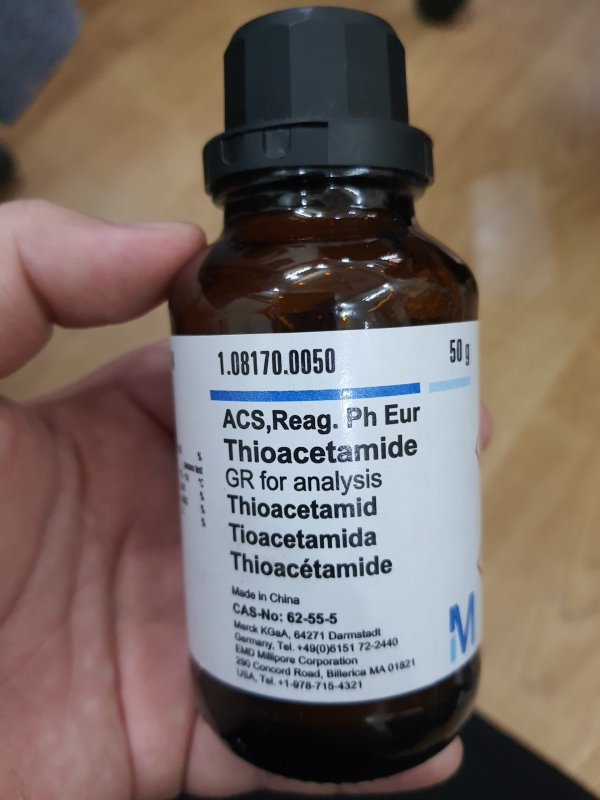 1.08170.0050
50 g
ACS,Reag. Ph Eur
Thioacetamide
GR for analysis
Thioacetamid
Tioacetamida
Thioacétamide
Made in China
CAS-No: 62-55-5
Merck KGaA, 64271 Darmstadt
Germany, Tel. +49(0)6151 72-2440
EMD Millipore Corporation
290 Concord Road, Billerica MA 01821
USA, Tel. +1-978-715-4321
M